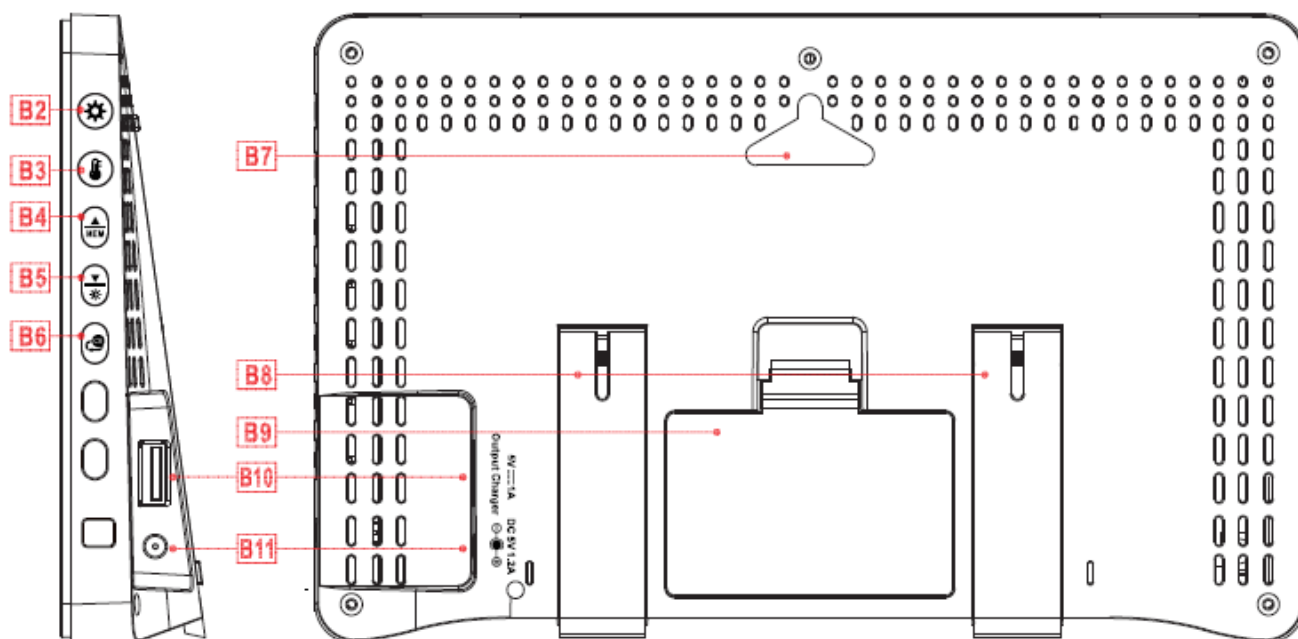 B2
B3
B4
MEM
B5
B6
B7
B8
B9
B10
B11
Output Charger
5V 1A
DC 5V 1.2A